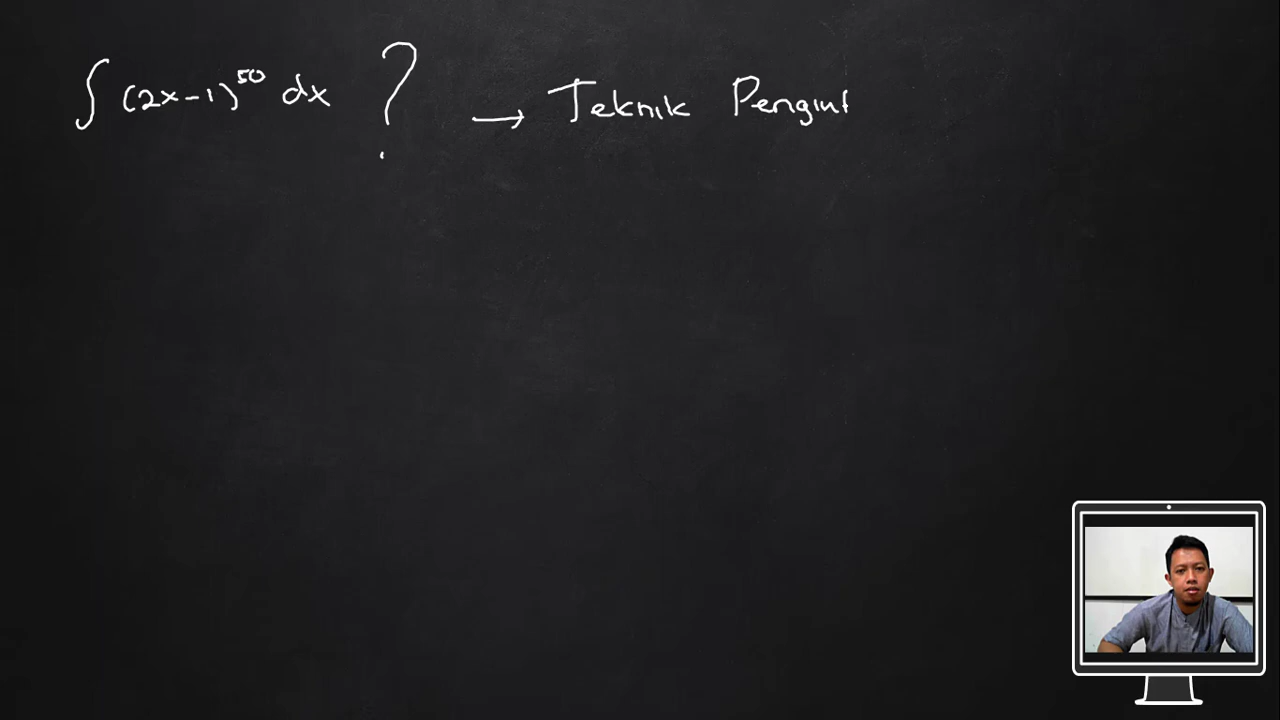 ∫ (2x-1)^50 dx ? → Teknik Pengint